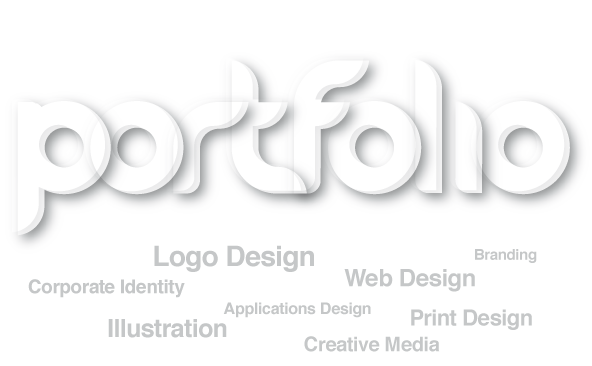 portfolio
Logo Design
Branding
Web Design
Corporate Identity
Applications Design
Print Design
Illustration
Creative Media